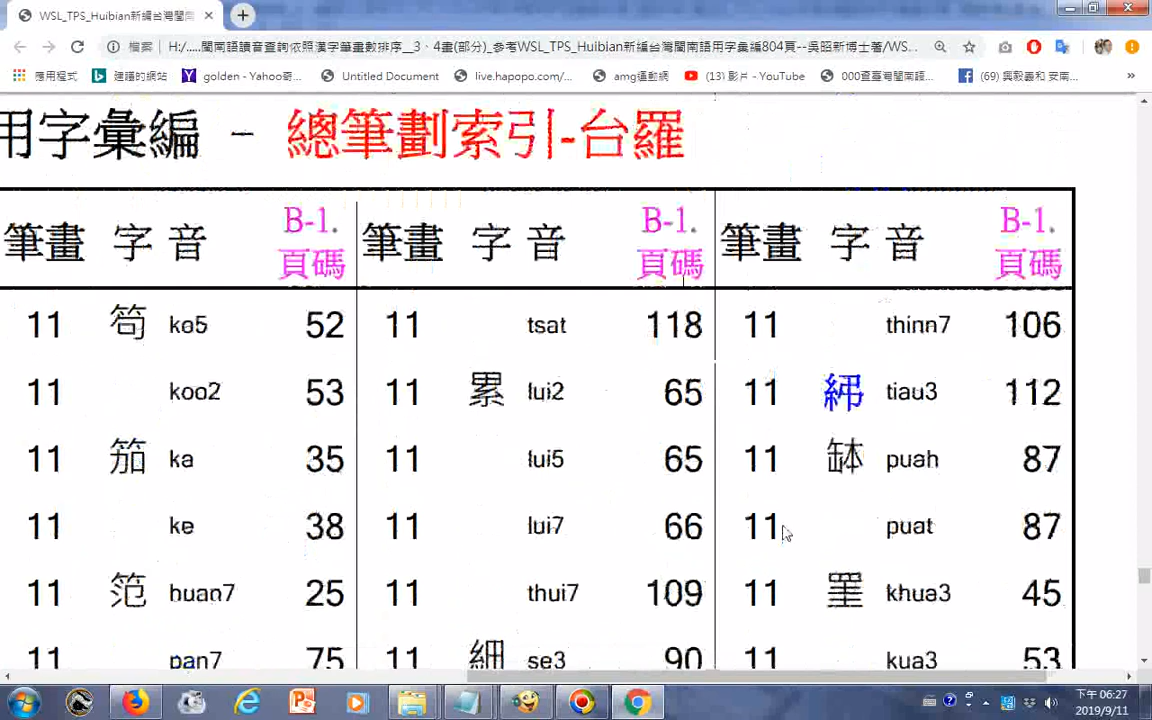 WSL_TPS_Huibian新編台灣閩南
檔案 H:/.....閩南語讀音查詢依照漢字筆畫數排序__3、4畫(部分)_參考WSL_TPS_Huibian新編台灣閩南語用字彙編804頁--吳昭新博士著/WS...
應用程式 建議的網站 golden - Yahoo奇... Untitled Document live.hapopo.com/... amg運動網 (13) 影片 - YouTube 000查臺灣閩南語... (69) 興毅義和 安南...
用字彙編 - 總筆劃索引-台羅
筆畫 字 音 B-1. 頁碼 筆畫 字 音 B-1. 頁碼 筆畫 字 音 B-1. 頁碼
11 笱 ko5 52 11 tsat 118 11 thinn7 106
11 koo2 53 11 累 lui2 65 11 tiau3 112
11 笳 ka 35 11 lui5 65 11 缽 puah 87
11 ke 38 11 lui7 66 11 puat 87
11 笵 huan7 25 11 thui7 109 11 罣 khua3 45
11 pan7 75 11 細 se3 90 11 kua3 53
下午 06:27
2019/9/11